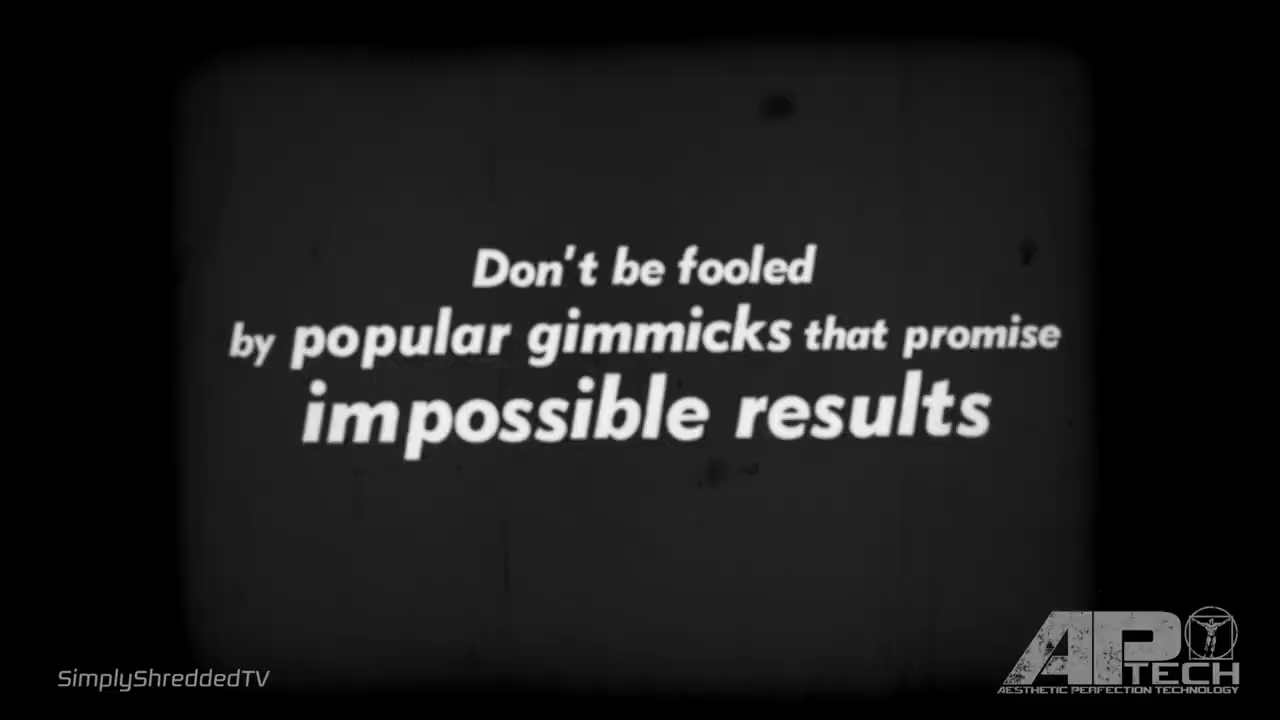 Don't be fooled
by popular gimmicks that promise
impossible results
SimplyShreddedTV
AP
TECH
AESTHETIC PERFECTION TECHNOLOGY